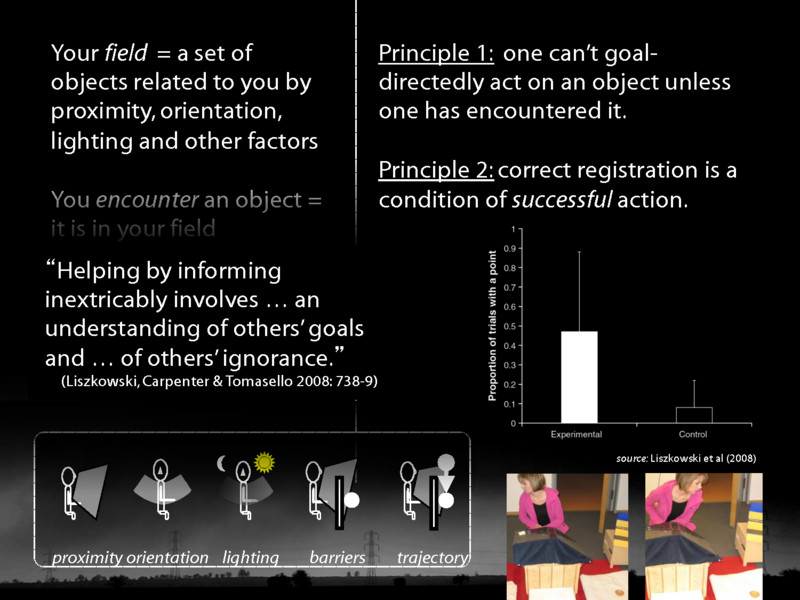 Your field = a set of
objects related to you by
proximity, orientation,
lighting and other factors
You encounter an object =
it is in your field
“Helping by informing
inextricably involves … an
understanding of others’ goals
and … of others’ ignorance.”
(Liszkowski, Carpenter & Tomasello 2008: 738-9)
Principle 1: one can’t goal-
directedly act on an object unless
one has encountered it.
Principle 2: correct registration is a
condition of successful action.
Proportion of trials with a point
1
0.9
0.8
0.7
0.6
0.5
0.4
0.3
0.2
0.1
0
Experimental Control
source: Liszkowski et al (2008)
proximity orientation lighting barriers trajectory